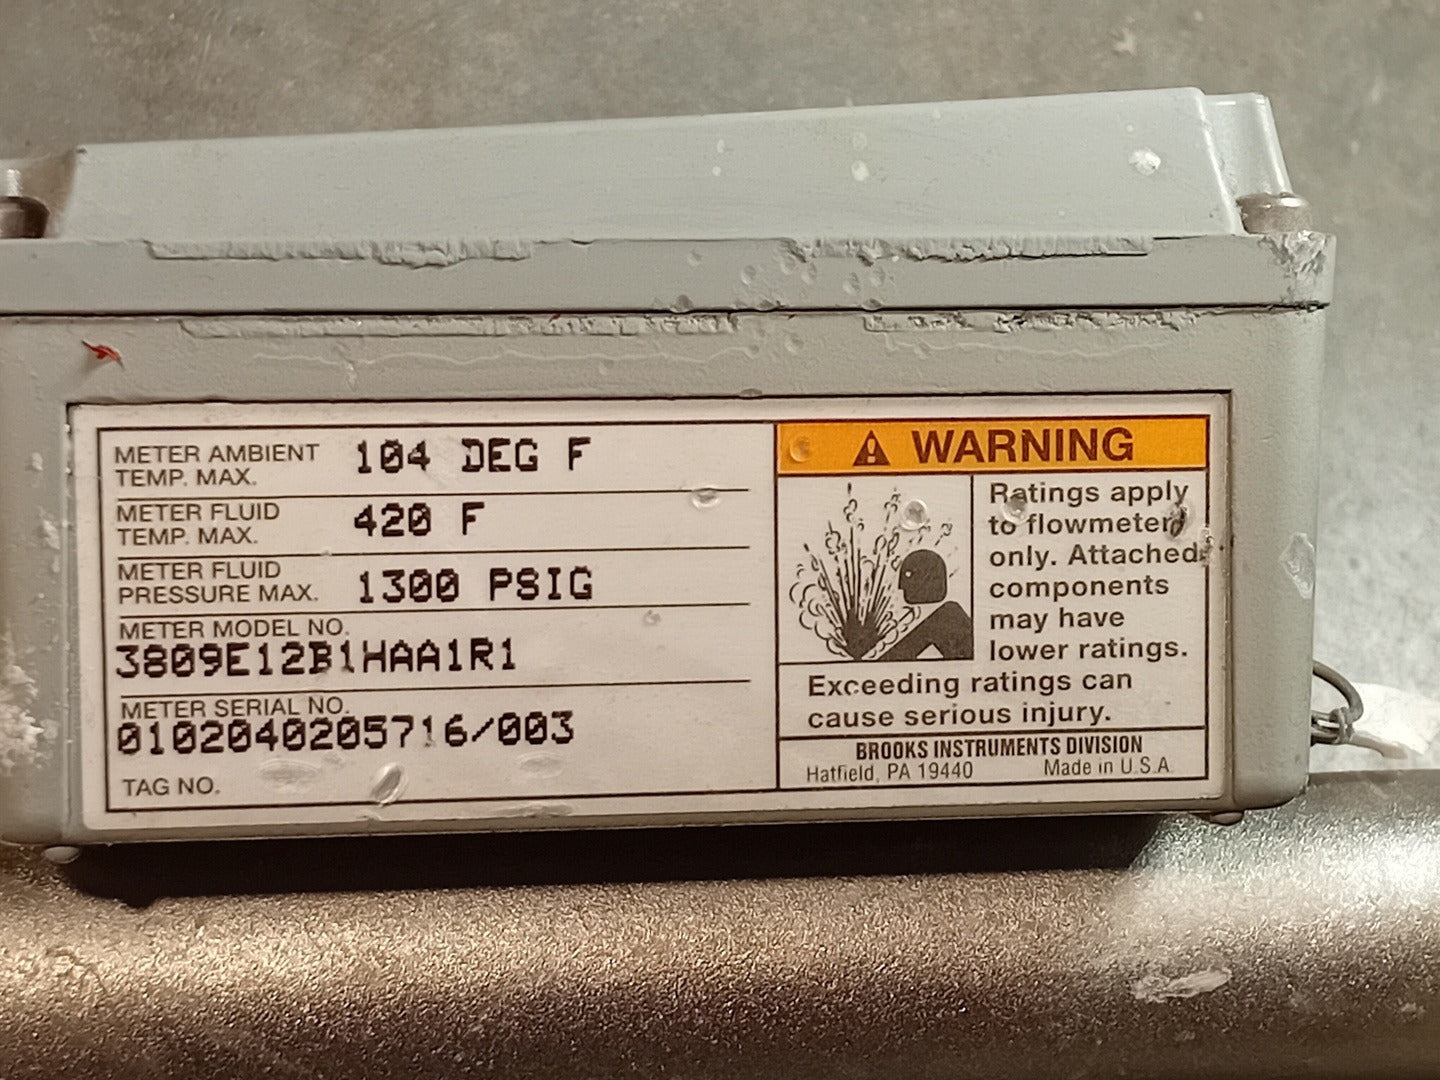 METER AMBIENT
TEMP. MAX. 104 DEG F
METER FLUID
TEMP. MAX. 420 F
METER FLUID
PRESSURE MAX. 1300 PSIG
METER MODEL NO.
3809E12B1HAA1R1
METER SERIAL NO.
0102040205716/003
TAG NO.
WARNING
Ratings apply
to flowmeter
only. Attached
components
may have
lower ratings.
Exceeding ratings can
cause serious injury.
BROOKS INSTRUMENTS DIVISION
Hatfield, PA 19440 Made in U.S.A.